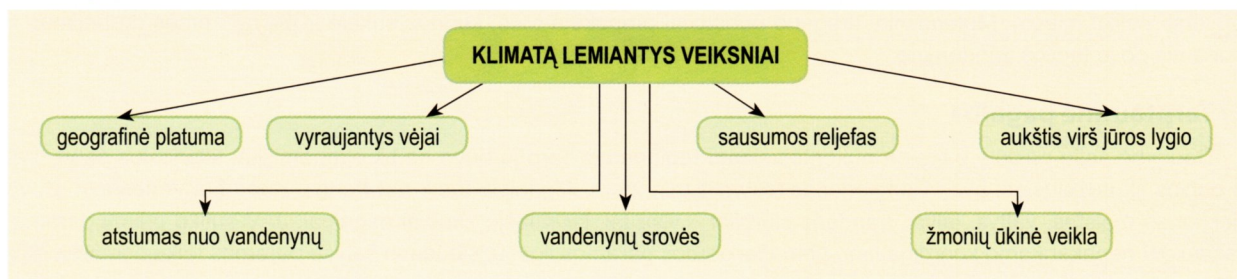 KLIMATĄ LEMIANTYS VEIKSNIAI
geografinė platuma
vyraujantys vėjai
sausumos reljefas
aukštis virš jūros lygio
atstumas nuo vandenynų
vandenynų srovės
žmonių ūkinė veikla